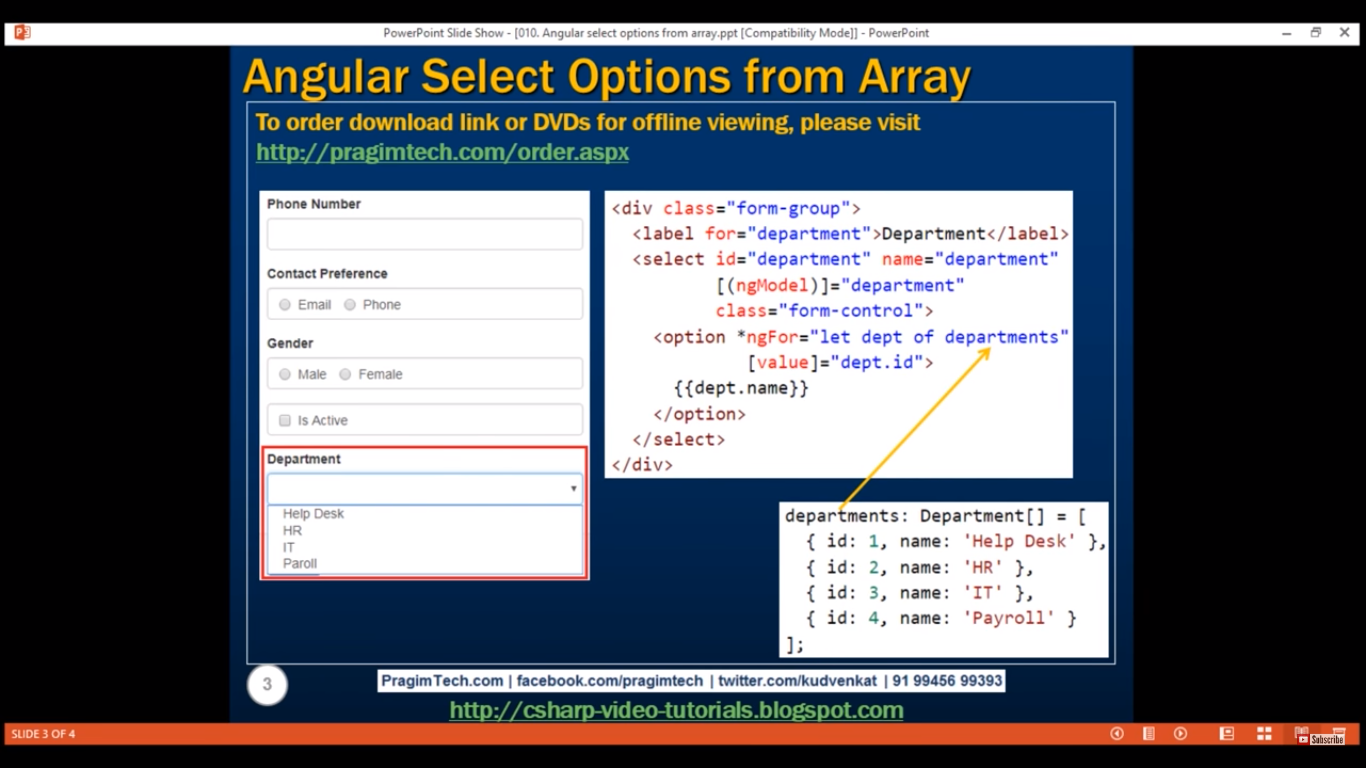 PowerPoint Slide Show - [010. Angular select options from array.ppt [Compatibility Mode]] - PowerPoint
Angular Select Options from Array
To order download link or DVDs for offline viewing, please visit
http://pragimtech.com/order.aspx
Phone Number
Contact Preference
Email Phone
Gender
Male Female
Is Active
Department
Help Desk
HR
IT
Paroll
<div class="form-group">
<label for="department">Department</label>
<select id="department" name="department"
[(ngModel)]="department"
class="form-control">
<option *ngFor="let dept of departments"
[value]="dept.id">
{{dept.name}}
</option>
</select>
</div>
departments: Department[] = [
{ id: 1, name: 'Help Desk' },
{ id: 2, name: 'HR' },
{ id: 3, name: 'IT' },
{ id: 4, name: 'Payroll' }
];
3
PragimTech.com | facebook.com/pragimtech | twitter.com/kudvenkat | 91 99456 99393
http://csharp-video-tutorials.blogspot.com
SLIDE 3 OF 4
Subscribe